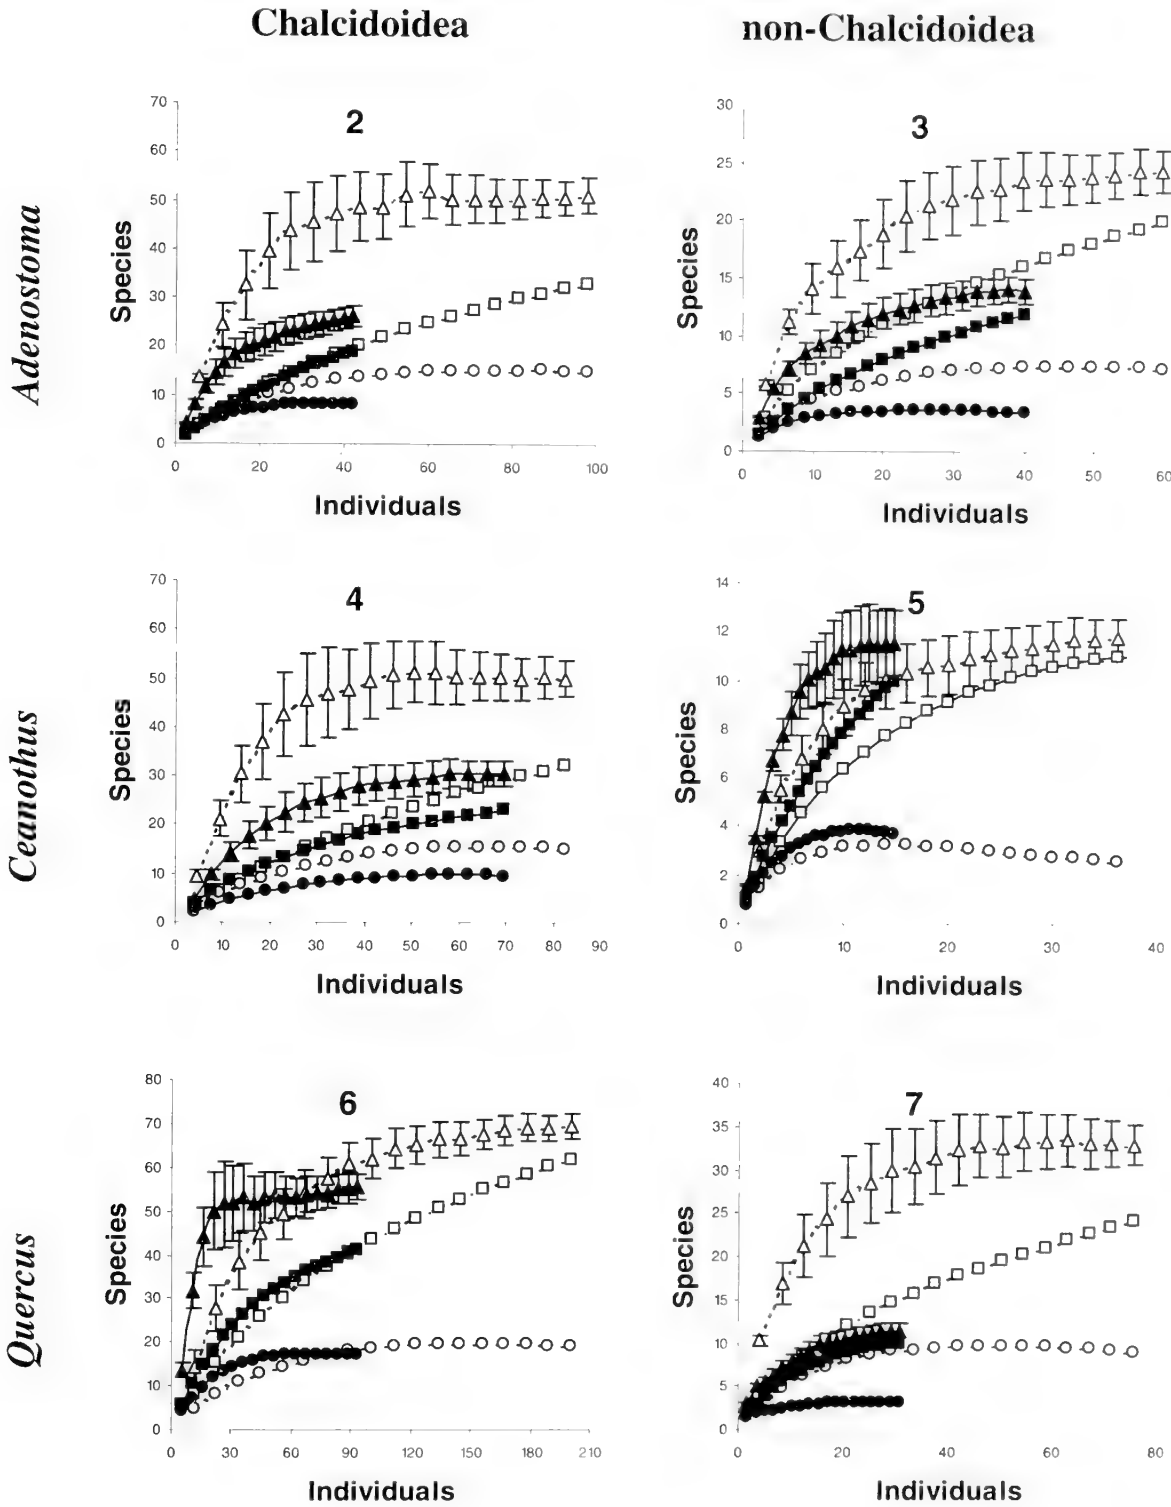 Chalcidoidea non-Chalcidoidea
Adenostoma
2
Species
70
60
50
40
30
20
10
0
0 20 40 60 80 100
Individuals
3
Species
30
25
20
15
10
5
0
0 10 20 30 40 50 60
Individuals
Ceanothus
4
Species
70
60
50
40
30
20
10
0
0 10 20 30 40 50 60 70 80 90
Individuals
5
Species
14
12
10
8
6
4
2
0
0 10 20 30 40
Individuals
Quercus
6
Species
80
70
60
50
40
30
20
10
0
0 30 60 90 120 150 180 210
Individuals
7
Species
40
35
30
25
20
15
10
5
0
0 20 40 60 80
Individuals